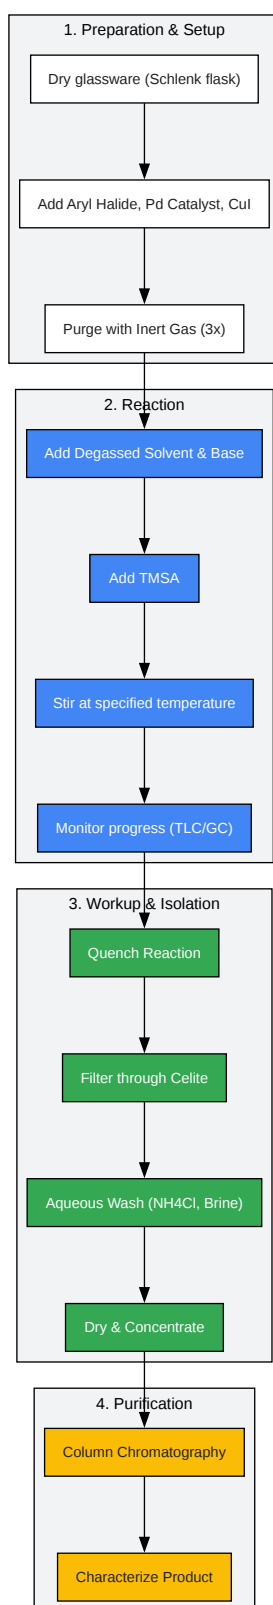 1. Preparation & Setup
Dry glassware (Schlenk flask)
Add Aryl Halide, Pd Catalyst, CuI
Purge with Inert Gas (3x)
2. Reaction
Add Degassed Solvent & Base
Add TMSA
Stir at specified temperature
Monitor progress (TLC/GC)
3. Workup & Isolation
Quench Reaction
Filter through Celite
Aqueous Wash (NH4Cl, Brine)
Dry & Concentrate
4. Purification
Column Chromatography
Characterize Product